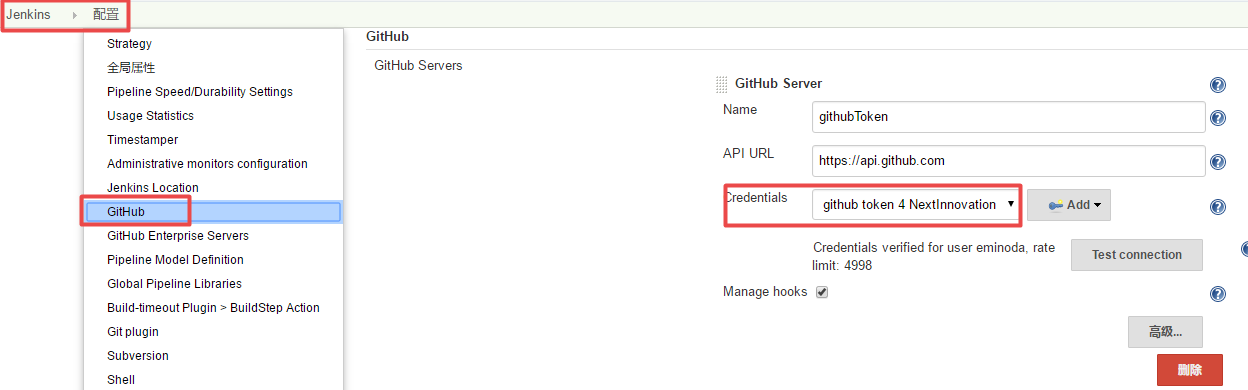 Jenkins
配置
Strategy
全局属性
Pipeline Speed/Durability Settings
Usage Statistics
Timestamper
Administrative monitors configuration
Jenkins Location
GitHub
GitHub Enterprise Servers
Pipeline Model Definition
Global Pipeline Libraries
Build-timeout Plugin > BuildStep Action
Git plugin
Subversion
Shell
GitHub
GitHub Servers
GitHub Server
Name
githubToken
API URL
https://api.github.com
Credentials
github token 4 NextInnovation
Add
Credentials verified for user eminoda, rate
limit: 4998
Test connection
Manage hooks
高级...
删除